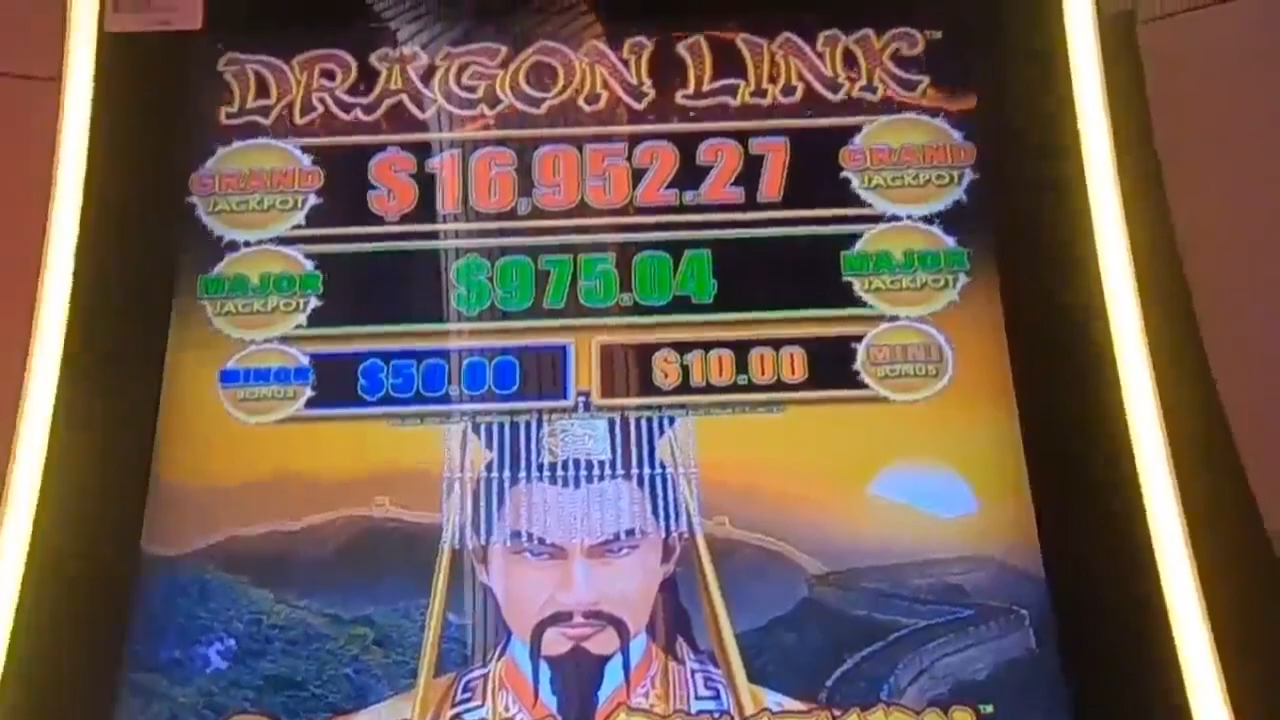 DRAGON LINK™
GRAND JACKPOT $16,952.27 GRAND JACKPOT
MAJOR JACKPOT $975.04 MAJOR JACKPOT
MINOR BONUS $50.00 $10.00 MINI BONUS